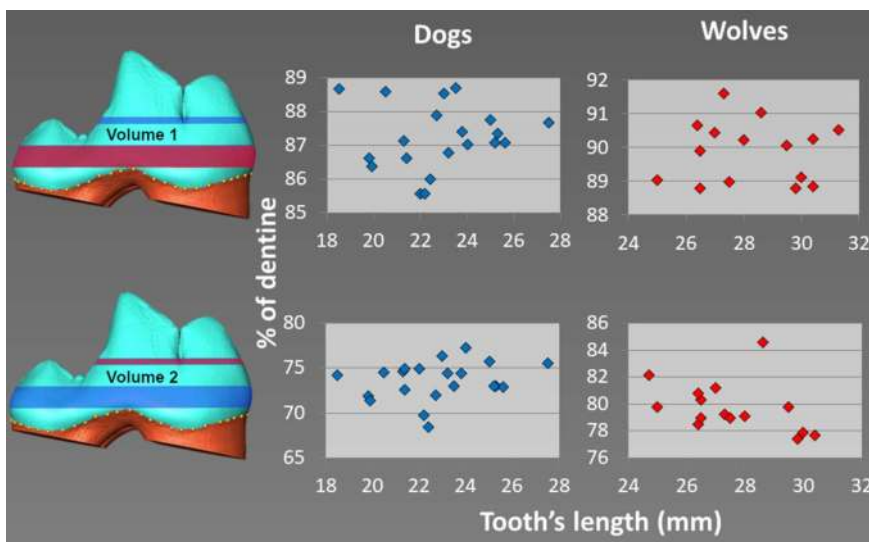 Dogs
Wolves
Volume 1
89
88
87
86
85
18 20 22 24 26 28
92
91
90
89
88
24 26 28 30 32
% of dentine
Volume 2
80
75
70
65
18 20 22 24 26 28
86
84
82
80
78
76
24 26 28 30 32
Tooth's length (mm)